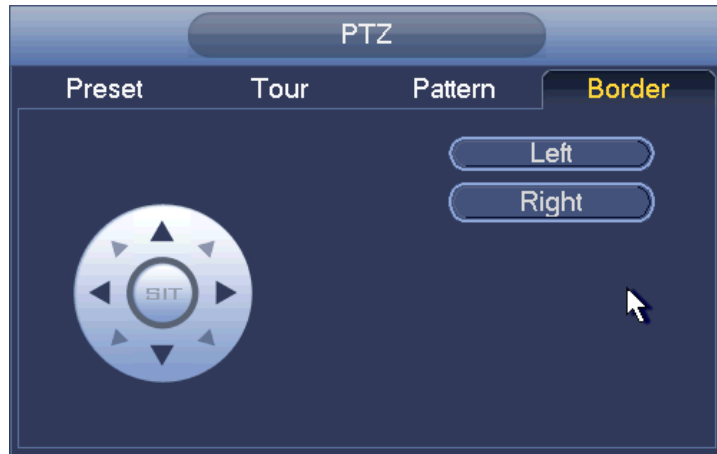 PTZ
Preset Tour Pattern Border
Left
Right
SIT